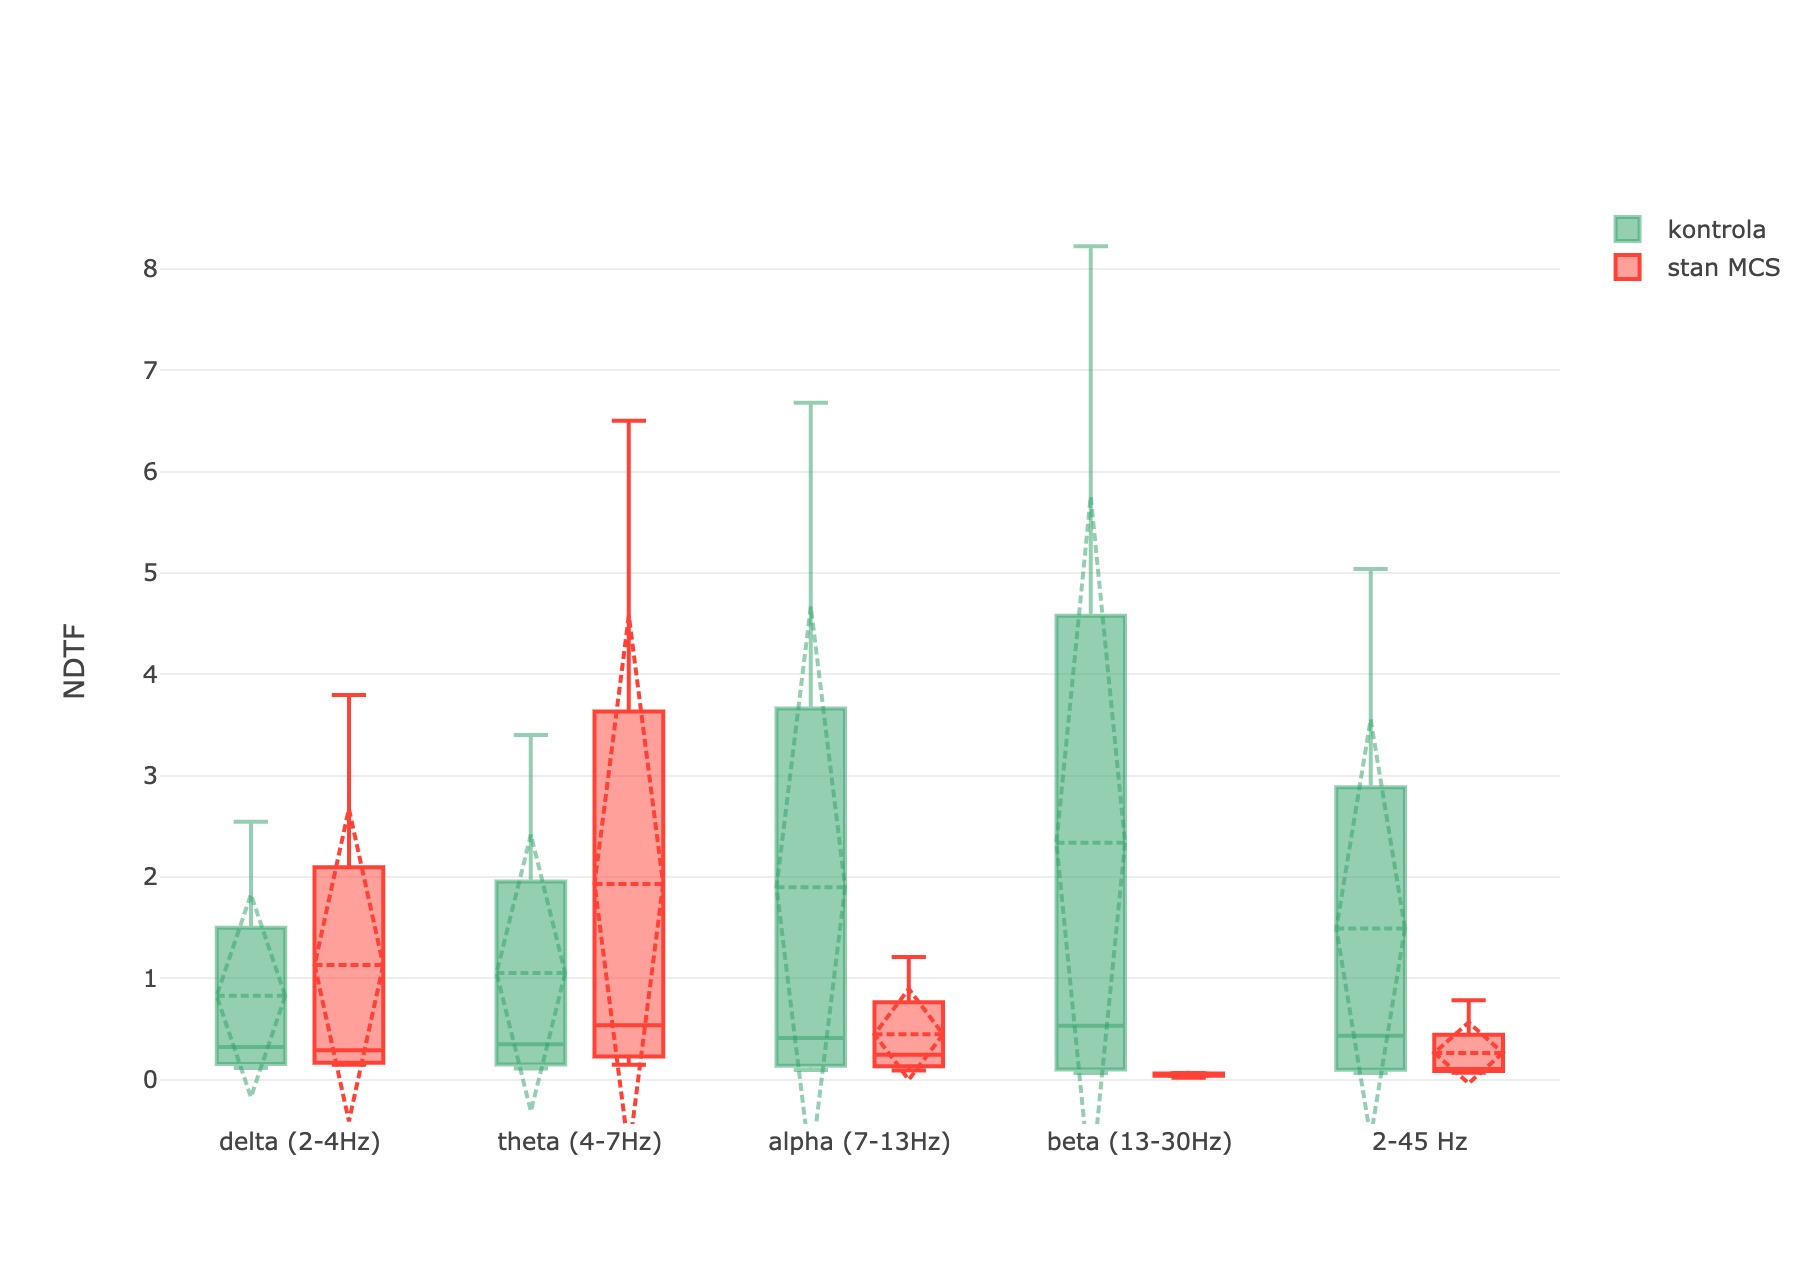 kontrola
stan MCS
8
7
6
5
4
3
2
1
0
NDTF
delta (2-4Hz)
theta (4-7Hz)
alpha (7-13Hz)
beta (13-30Hz)
2-45 Hz